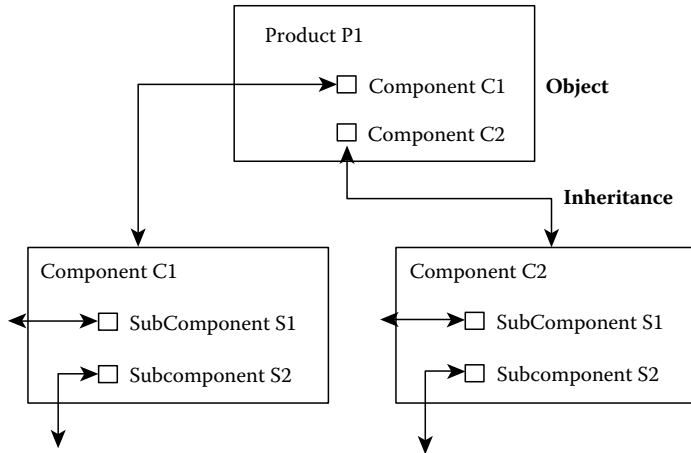 Product P1
Component C1
Object
Component C2
Inheritance
Component C1
SubComponent S1
Subcomponent S2
Component C2
SubComponent S1
Subcomponent S2